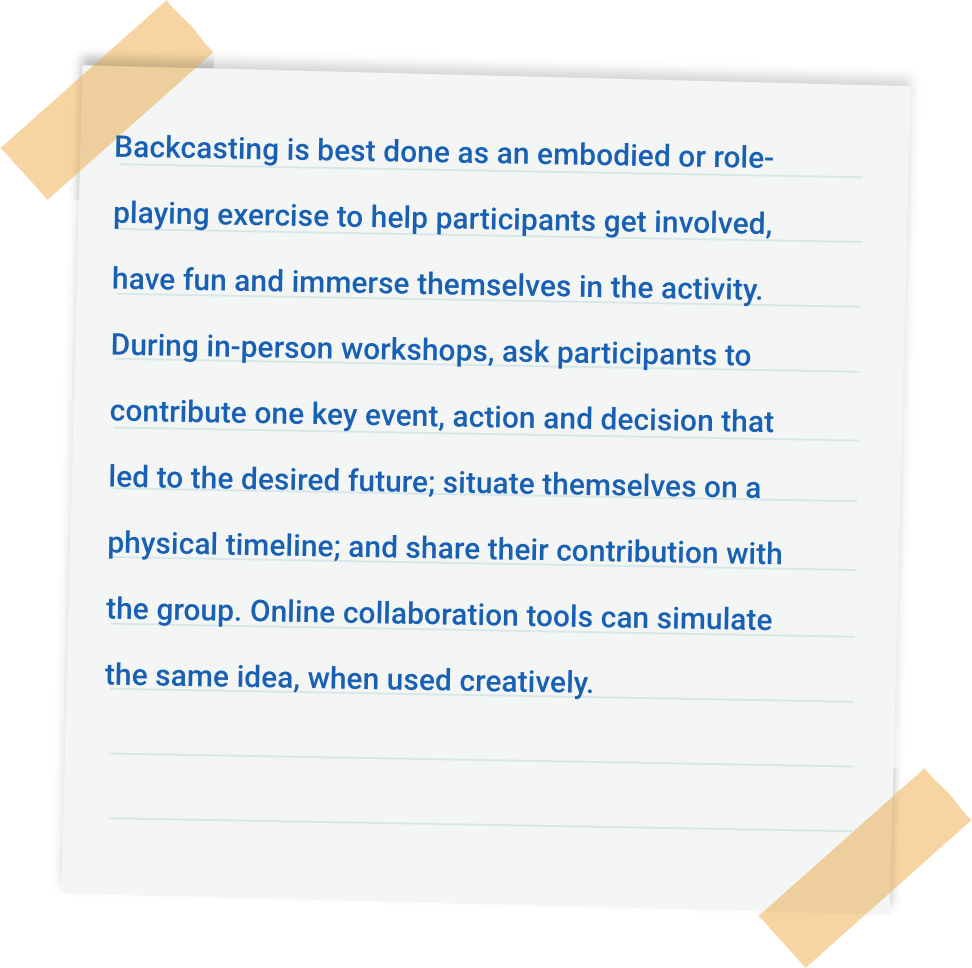 Backcasting is best done as an embodied or role-
playing exercise to help participants get involved,
have fun and immerse themselves in the activity.
During in-person workshops, ask participants to
contribute one key event, action and decision that
led to the desired future; situate themselves on a
physical timeline; and share their contribution with
the group. Online collaboration tools can simulate
the same idea, when used creatively.